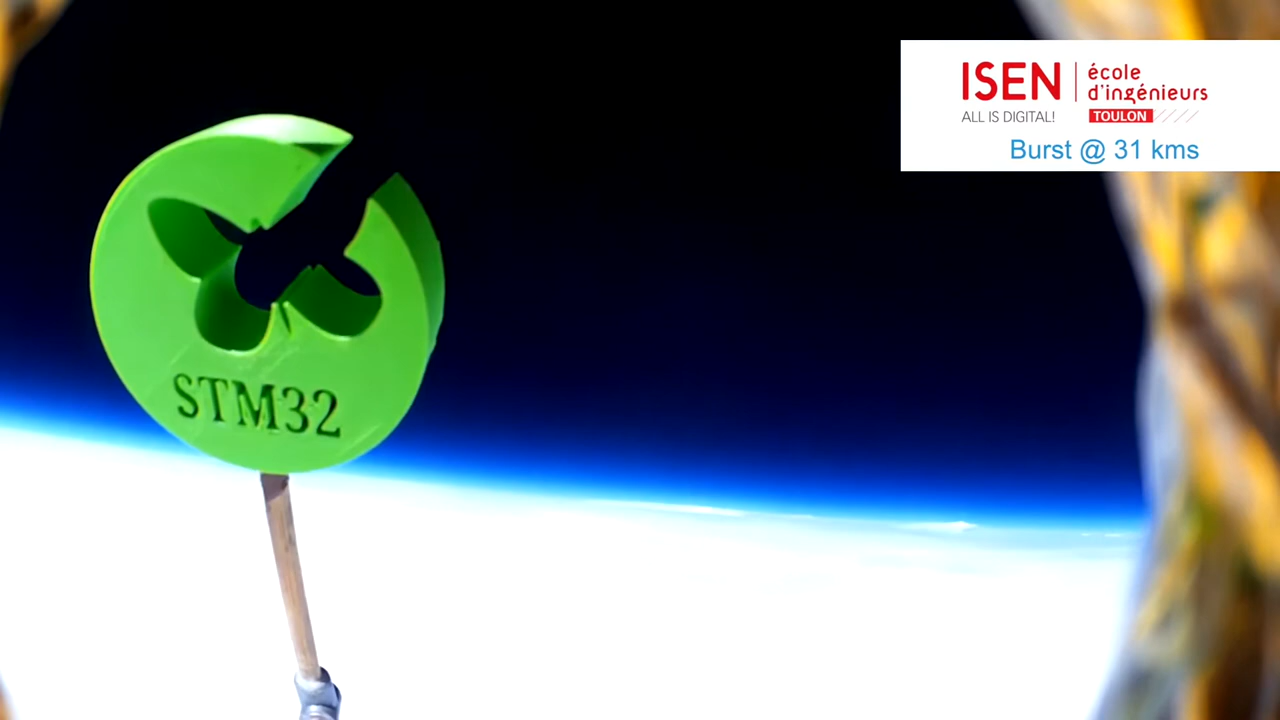 ISEN
école
d'ingénieurs
ALL IS DIGITAL!
TOULON
Burst @ 31 kms
STM32